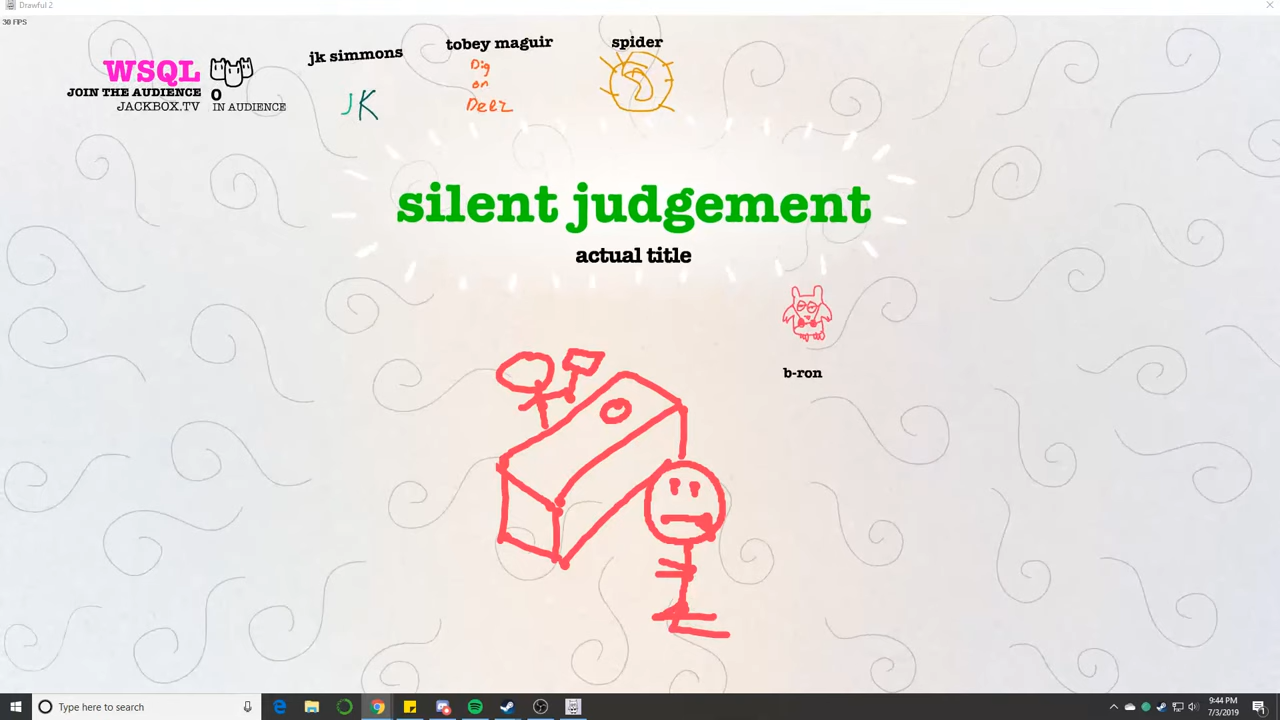 Drawful 2
30 FPS
WSQL
JOIN THE AUDIENCE
JACKBOX.TV
0
IN AUDIENCE
jk simmons
JK
tobey maguir
Dig
on
Deez
spider
silent judgement
actual title
b-ron
Type here to search
9:44 PM
7/3/2019